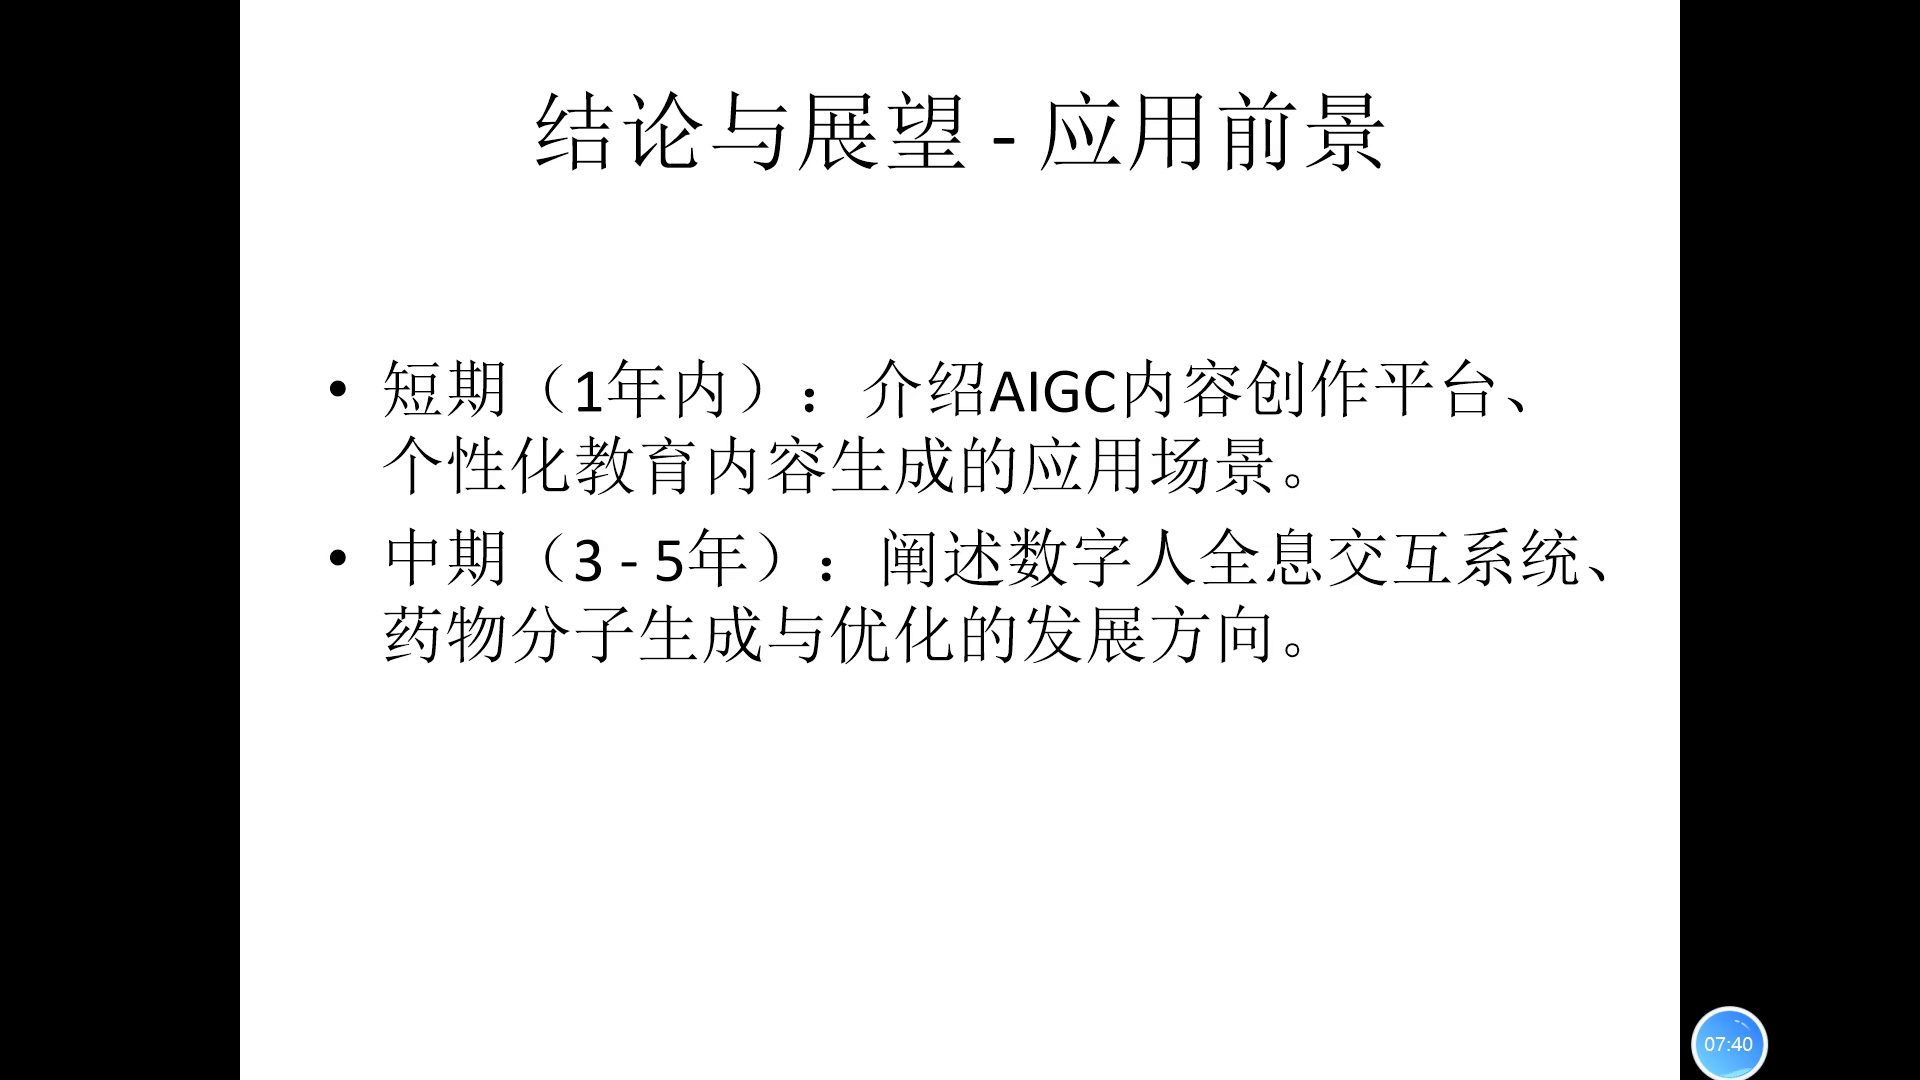 结论与展望 - 应用前景
• 短期（1年内）：介绍AIGC内容创作平台、
个性化教育内容生成的应用场景。
• 中期（3 - 5年）：阐述数字人全息交互系统、
药物分子生成与优化的发展方向。
07:40